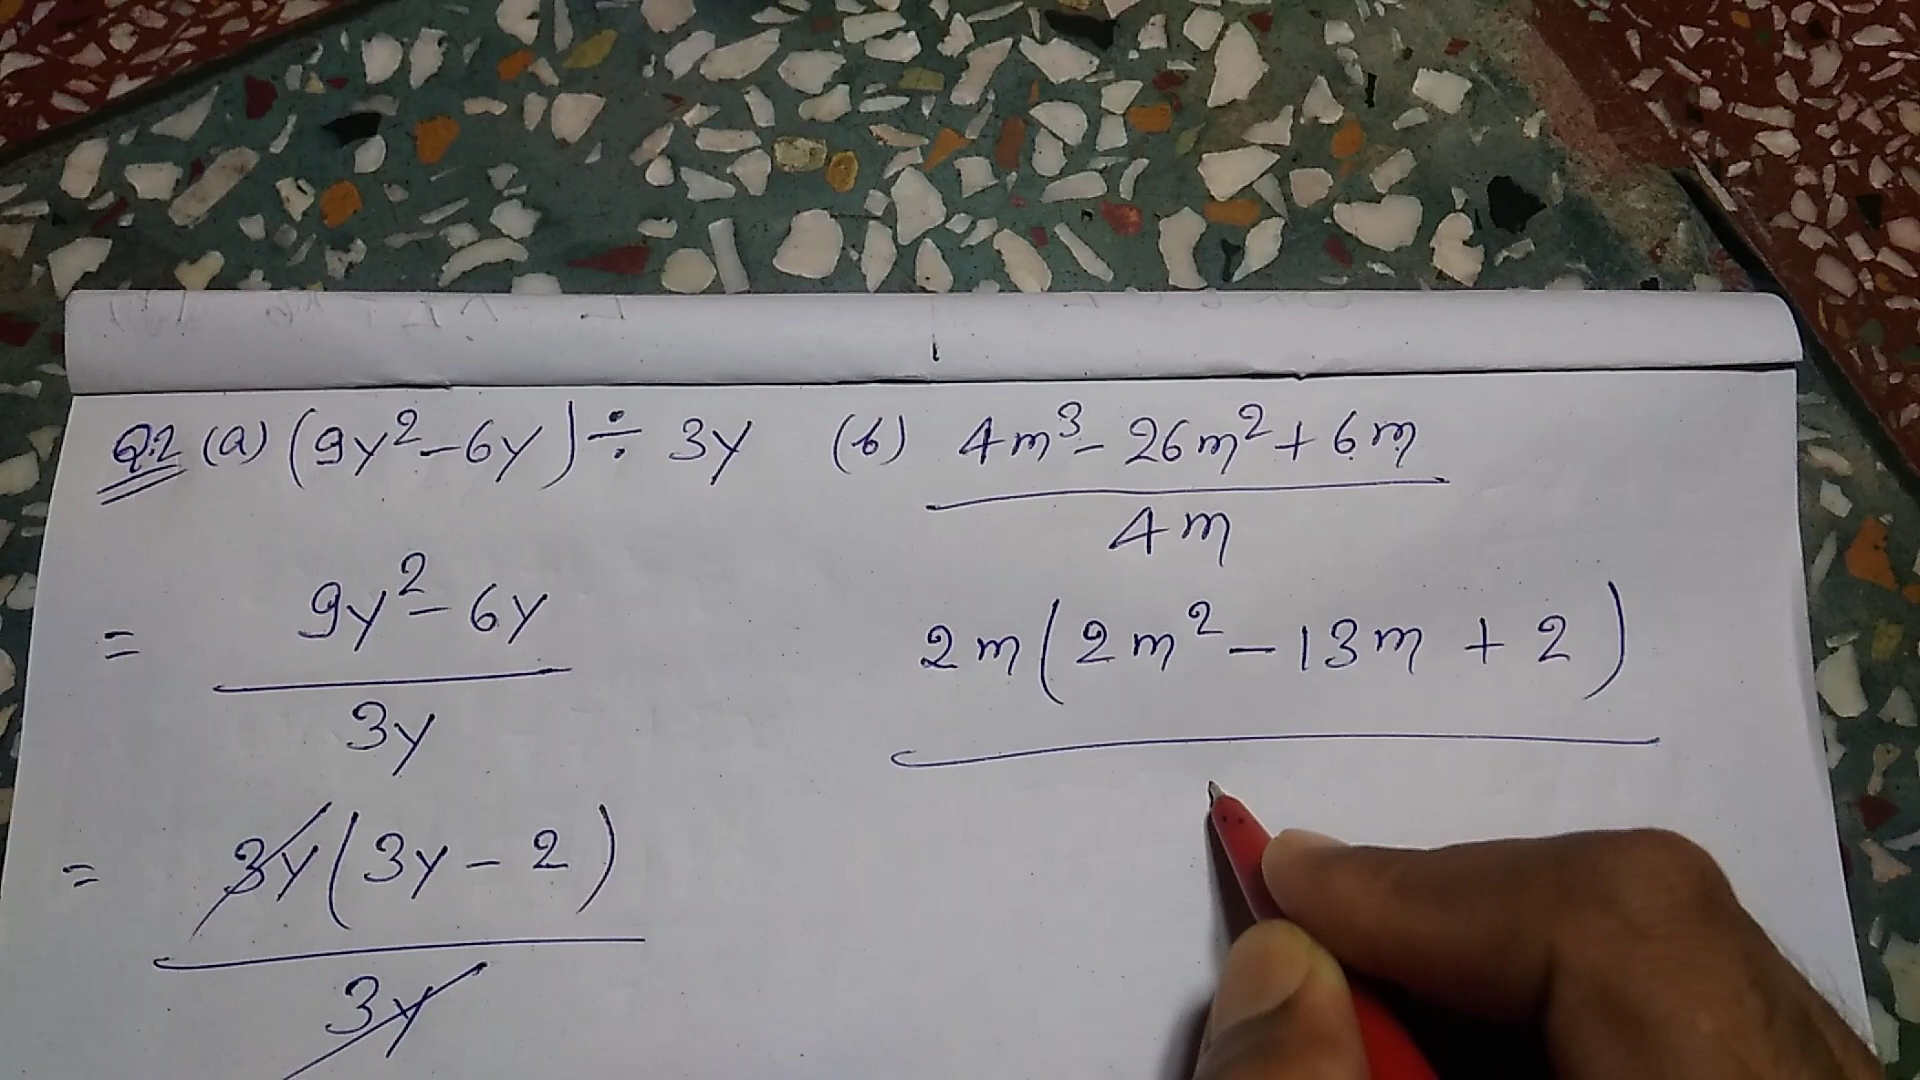 Q.2 (a) (9y² - 6y) ÷ 3y
= 9y² - 6y
3y
= 3y(3y - 2)
3y
(b) 4m³ - 26m² + 6m
4m
2m(2m² - 13m + 2)